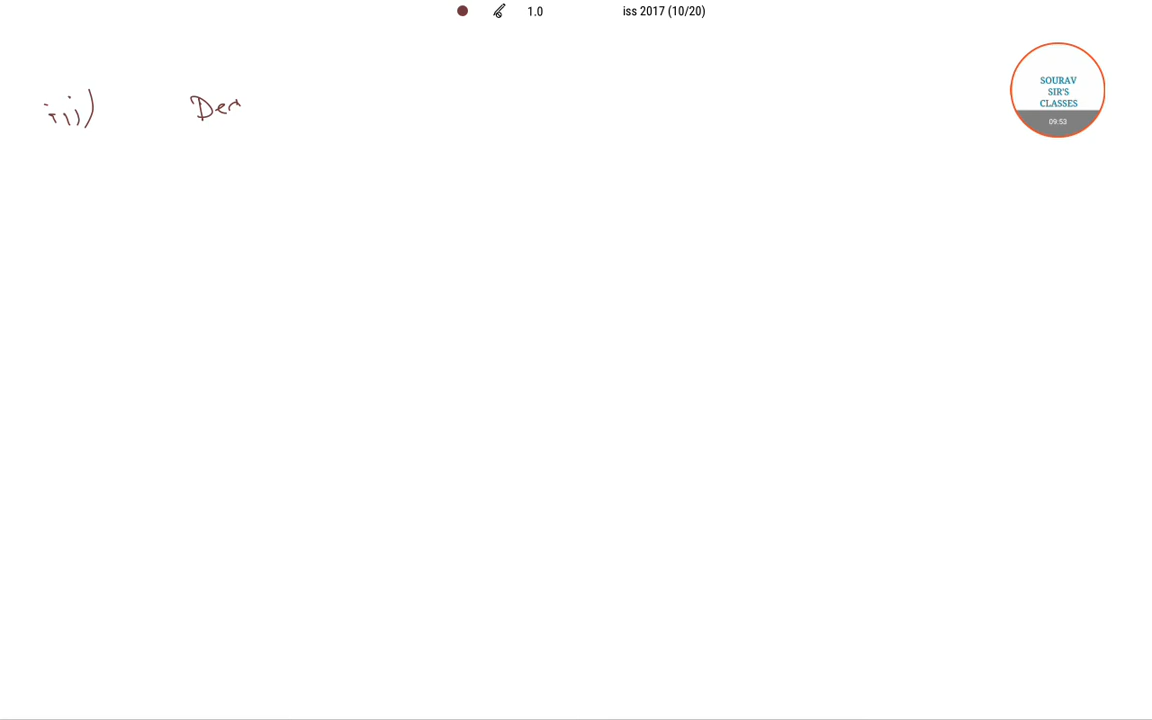 1.0 iss 2017 (10/20)
SOURAV
SIR'S
CLASSES
09:53
iii) Der